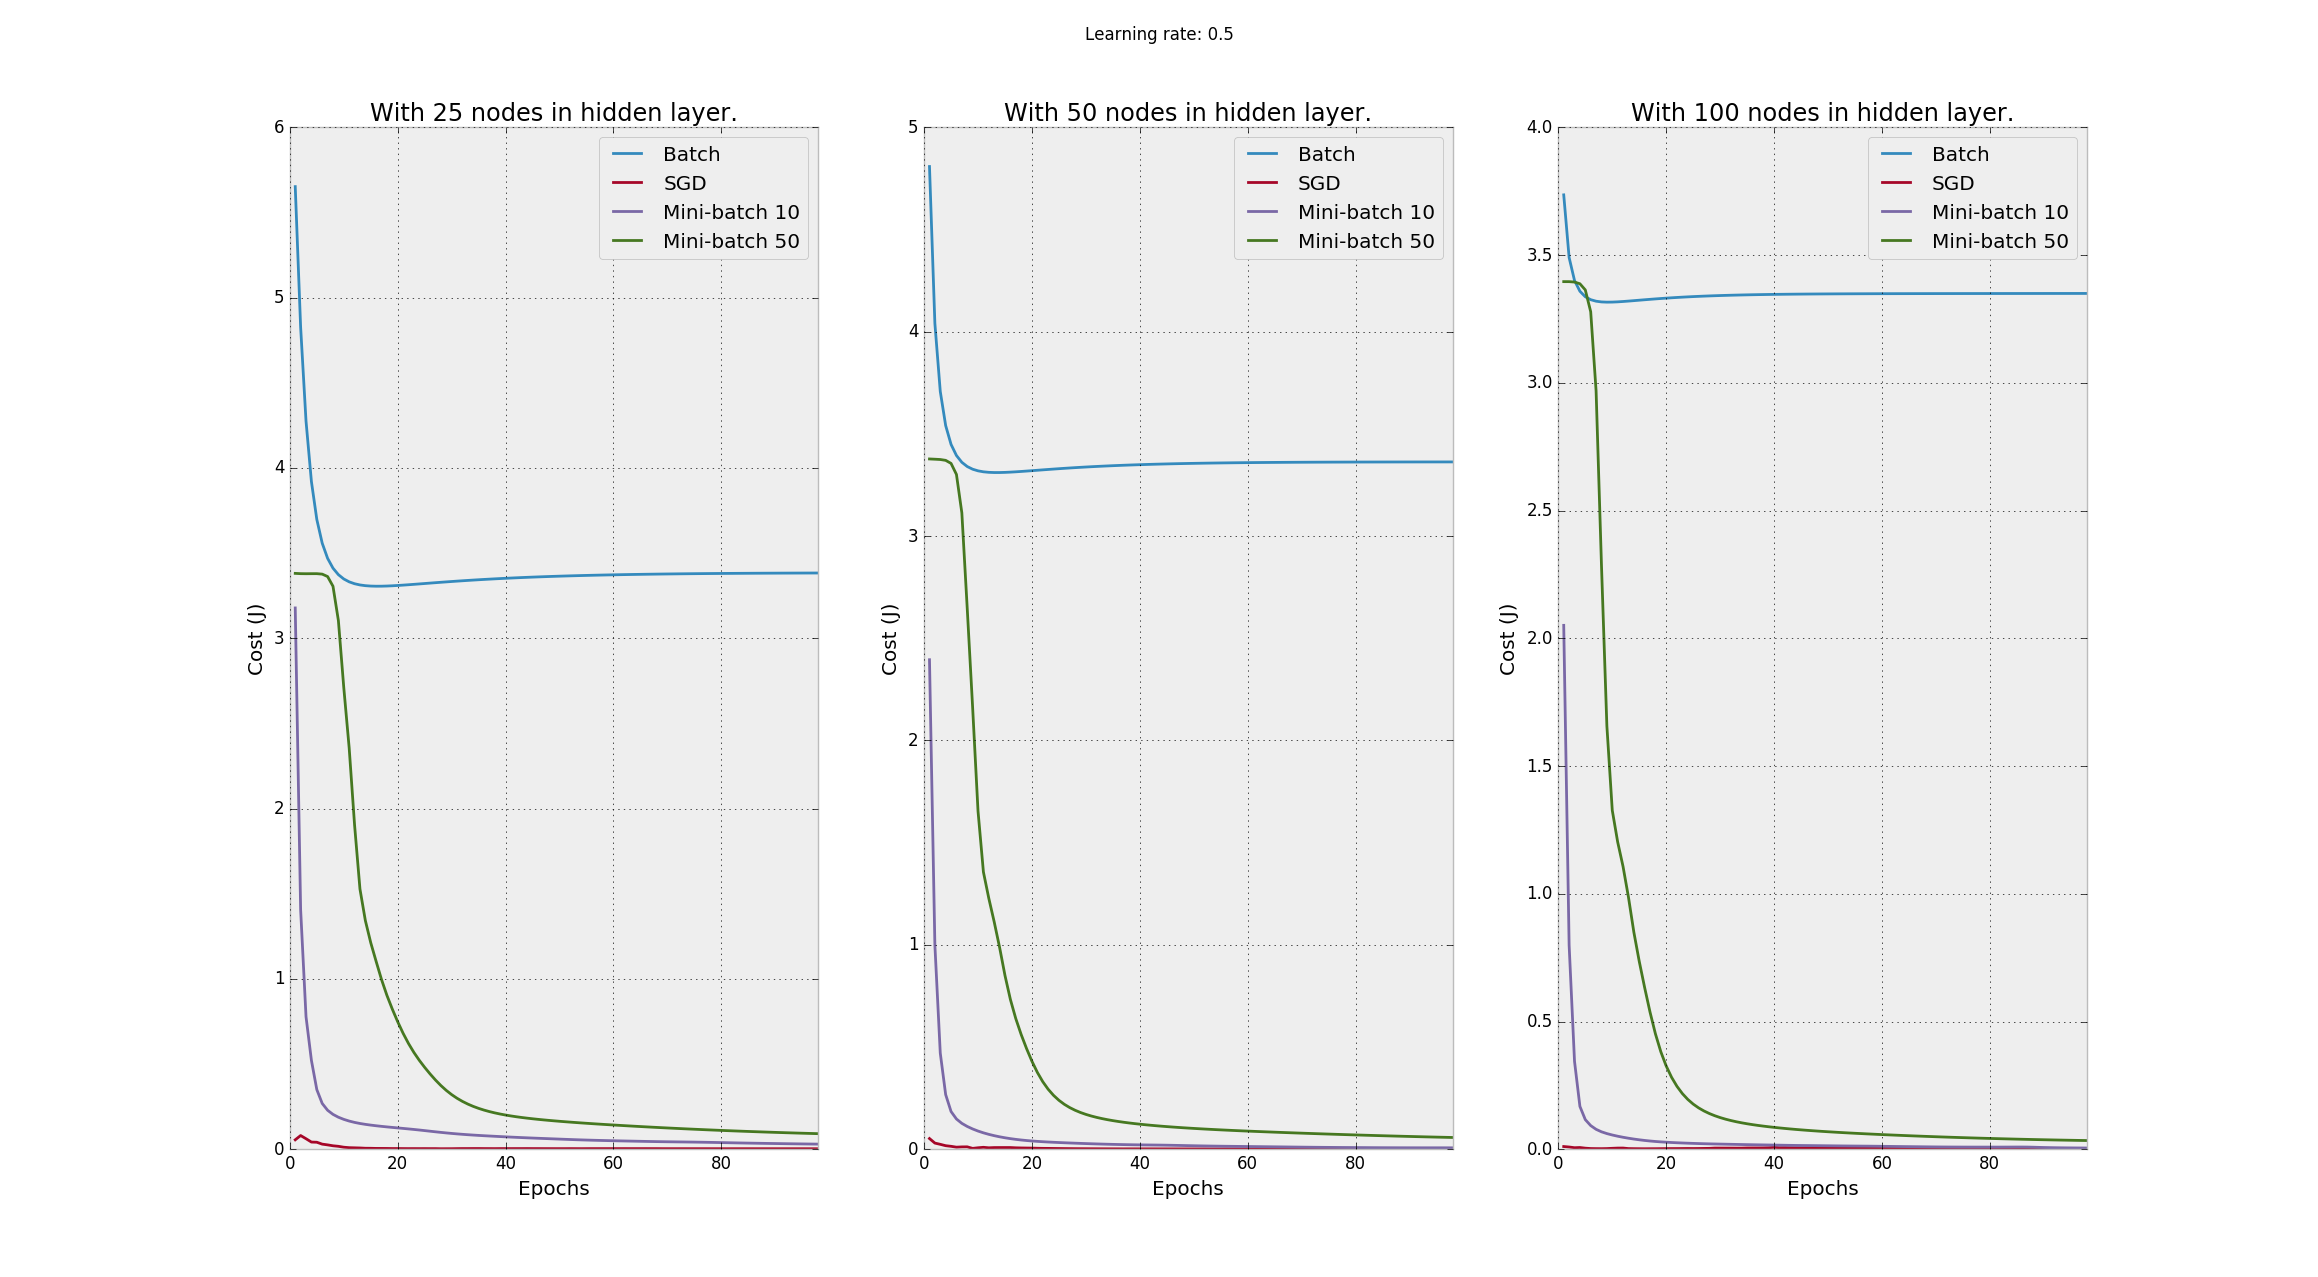 Learning rate: 0.5
With 25 nodes in hidden layer.
6
5
4
3
2
1
0
Cost (J)
Batch
SGD
Mini-batch 10
Mini-batch 50
0 20 40 60 80
Epochs
With 50 nodes in hidden layer.
5
4
3
2
1
0
Cost (J)
Batch
SGD
Mini-batch 10
Mini-batch 50
0 20 40 60 80
Epochs
With 100 nodes in hidden layer.
4.0
3.5
3.0
2.5
2.0
1.5
1.0
0.5
0.0
Cost (J)
Batch
SGD
Mini-batch 10
Mini-batch 50
0 20 40 60 80
Epochs